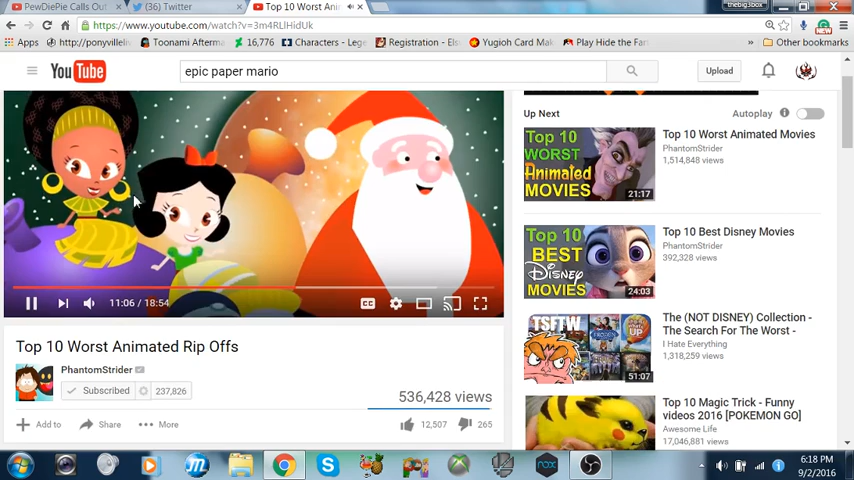 PewDiePie Calls Out
(36) Twitter
Top 10 Worst Ani
thebig3box
https://www.youtube.com/watch?v=3m4RLlHidUk
Apps
http://ponyvilleliv
Toonami Afterma
16,776
Characters - Lege
Registration - Els
Yugioh Card Mak
Play Hide the Fan
Other bookmarks
YouTube
epic paper mario
Upload
Up Next
Autoplay
Top 10 WORST Animated MOVIES
21:17
Top 10 Worst Animated Movies
PhantomStrider
1,514,848 views
Top 10 BEST Disney MOVIES
24:03
Top 10 Best Disney Movies
PhantomStrider
392,328 views
CC
11:06 / 18:54
TSFTW
51:07
The (NOT DISNEY) Collection -
The Search For The Worst -
I Hate Everything
1,318,259 views
Top 10 Worst Animated Rip Offs
PhantomStrider
Subscribed
237,826
536,428 views
Add to
Share
More
12,507
265
Top 10 Magic Trick - Funny
videos 2016 [POKEMON GO]
Awesome Life
17,046,881 views
nox
6:18 PM
9/2/2016